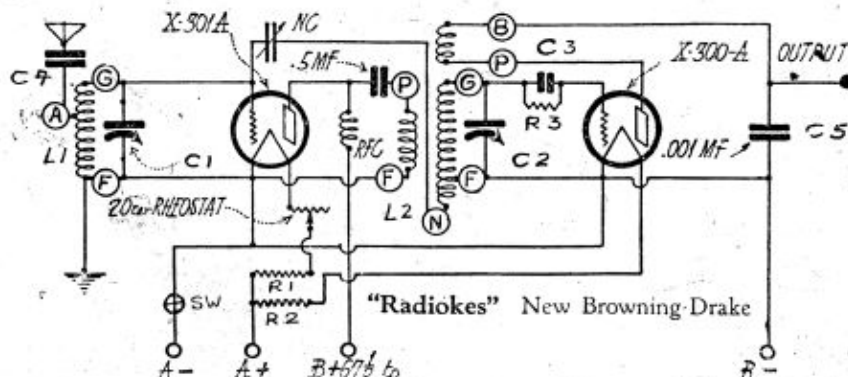 X-301A
NC
.5MF
B
C3
X-300-A
C4
G
P
P
G
OUTPUT
A
R3
L1
C1
RFC
C2
.001 MF
C5
F
F
F
20 RHEOSTAT
L2
N
R1
SW
R2
"Radiokes" New Browning-Drake
A-
A+
B+67½ to
B-